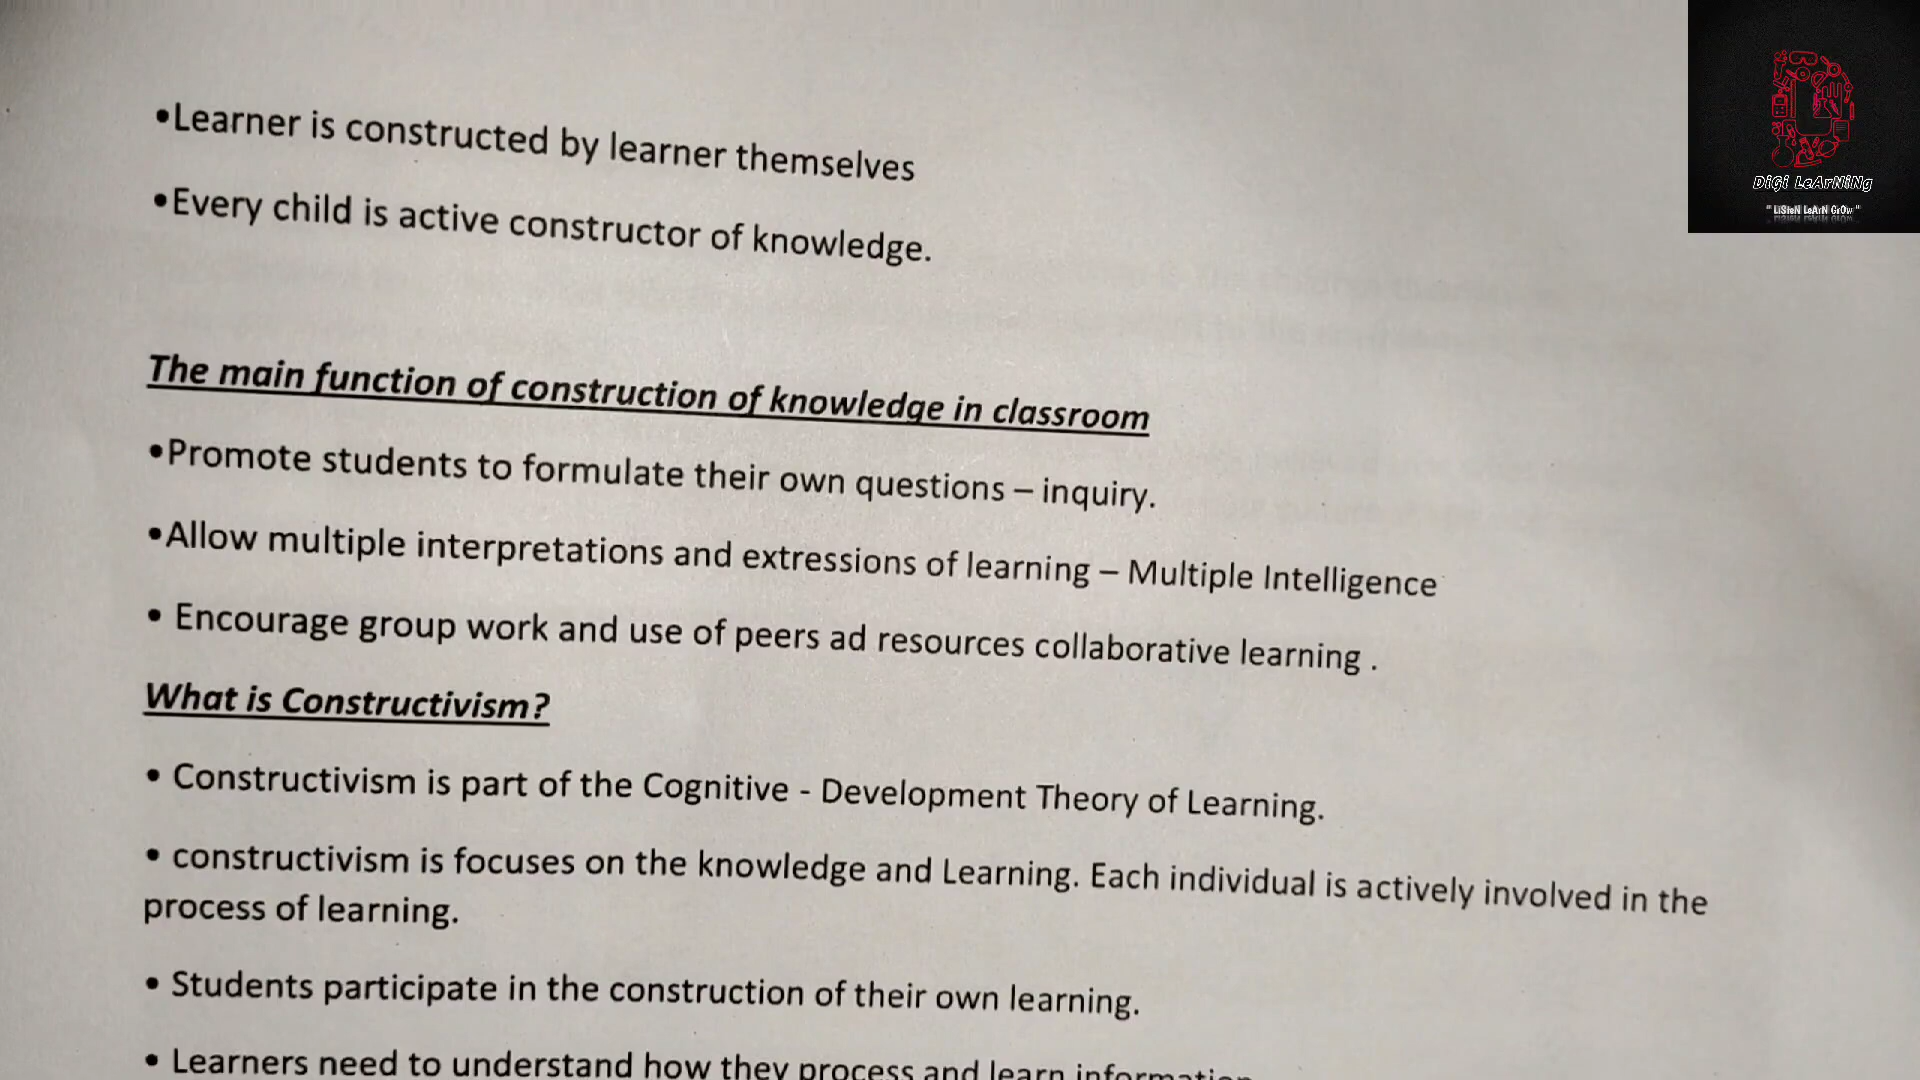 •Learner is constructed by learner themselves
•Every child is active constructor of knowledge.
The main function of construction of knowledge in classroom
•Promote students to formulate their own questions – inquiry.
•Allow multiple interpretations and extressions of learning – Multiple Intelligence
• Encourage group work and use of peers ad resources collaborative learning .
What is Constructivism?
• Constructivism is part of the Cognitive - Development Theory of Learning.
• constructivism is focuses on the knowledge and Learning. Each individual is actively involved in the
process of learning.
• Students participate in the construction of their own learning.
• Learners need to understand how they process and learn information
DiGi LeArNiNg
" LiSteN LeArN GrOw "